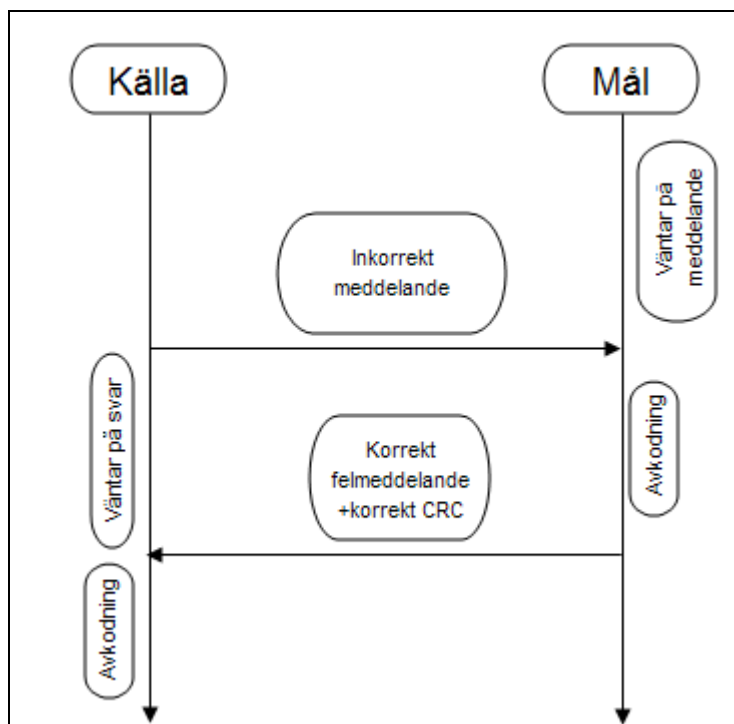 Källa
Mål
Väntar på
meddelande
Inkorrekt
meddelande
Väntar på svar
Avkodning
Korrekt
felmeddelande
+korrekt CRC
Avkodning